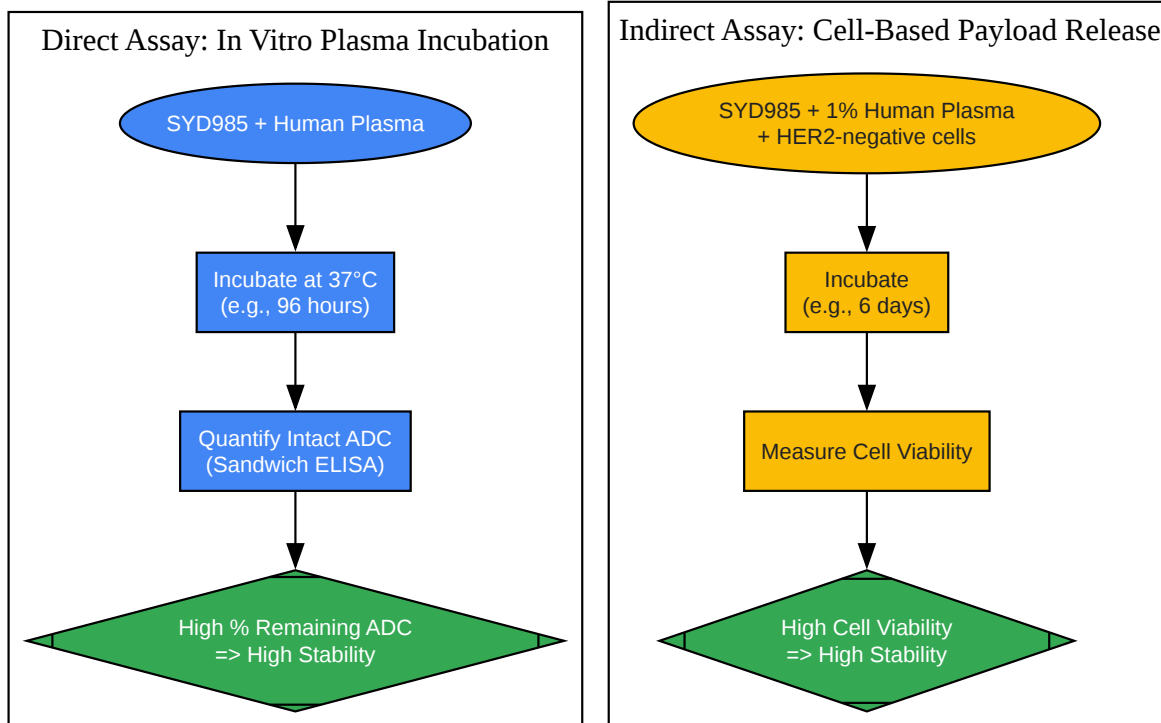 Direct Assay: In Vitro Plasma Incubation
SYD985 + Human Plasma
Incubate at 37°C
(e.g., 96 hours)
Quantify Intact ADC
(Sandwich ELISA)
High % Remaining ADC
=> High Stability
Indirect Assay: Cell-Based Payload Release
SYD985 + 1% Human Plasma
+ HER2-negative cells
Incubate
(e.g., 6 days)
Measure Cell Viability
High Cell Viability
=> High Stability